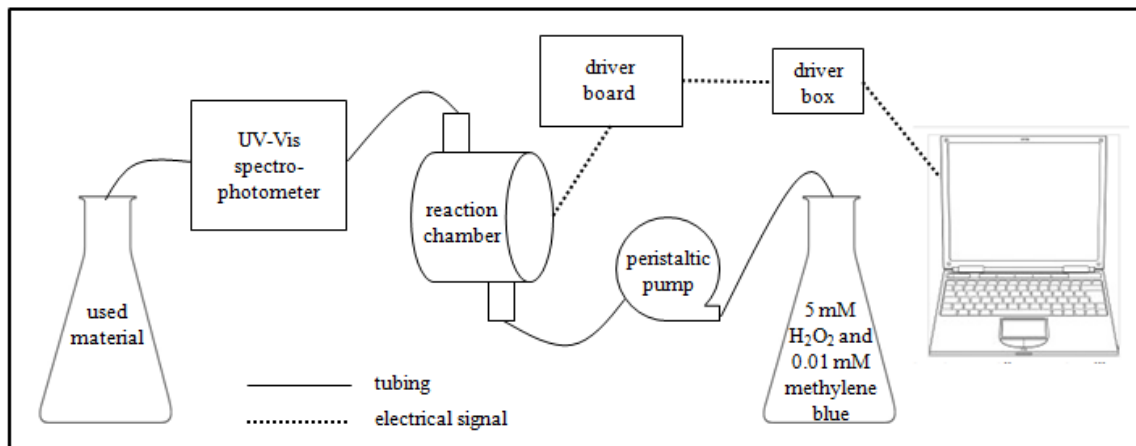 driver
board
driver
box
UV-Vis
spectro-
photometer
reaction
chamber
peristaltic
pump
used
material
5 mM
H₂O₂ and
0.01 mM
methylene
blue
tubing
electrical signal